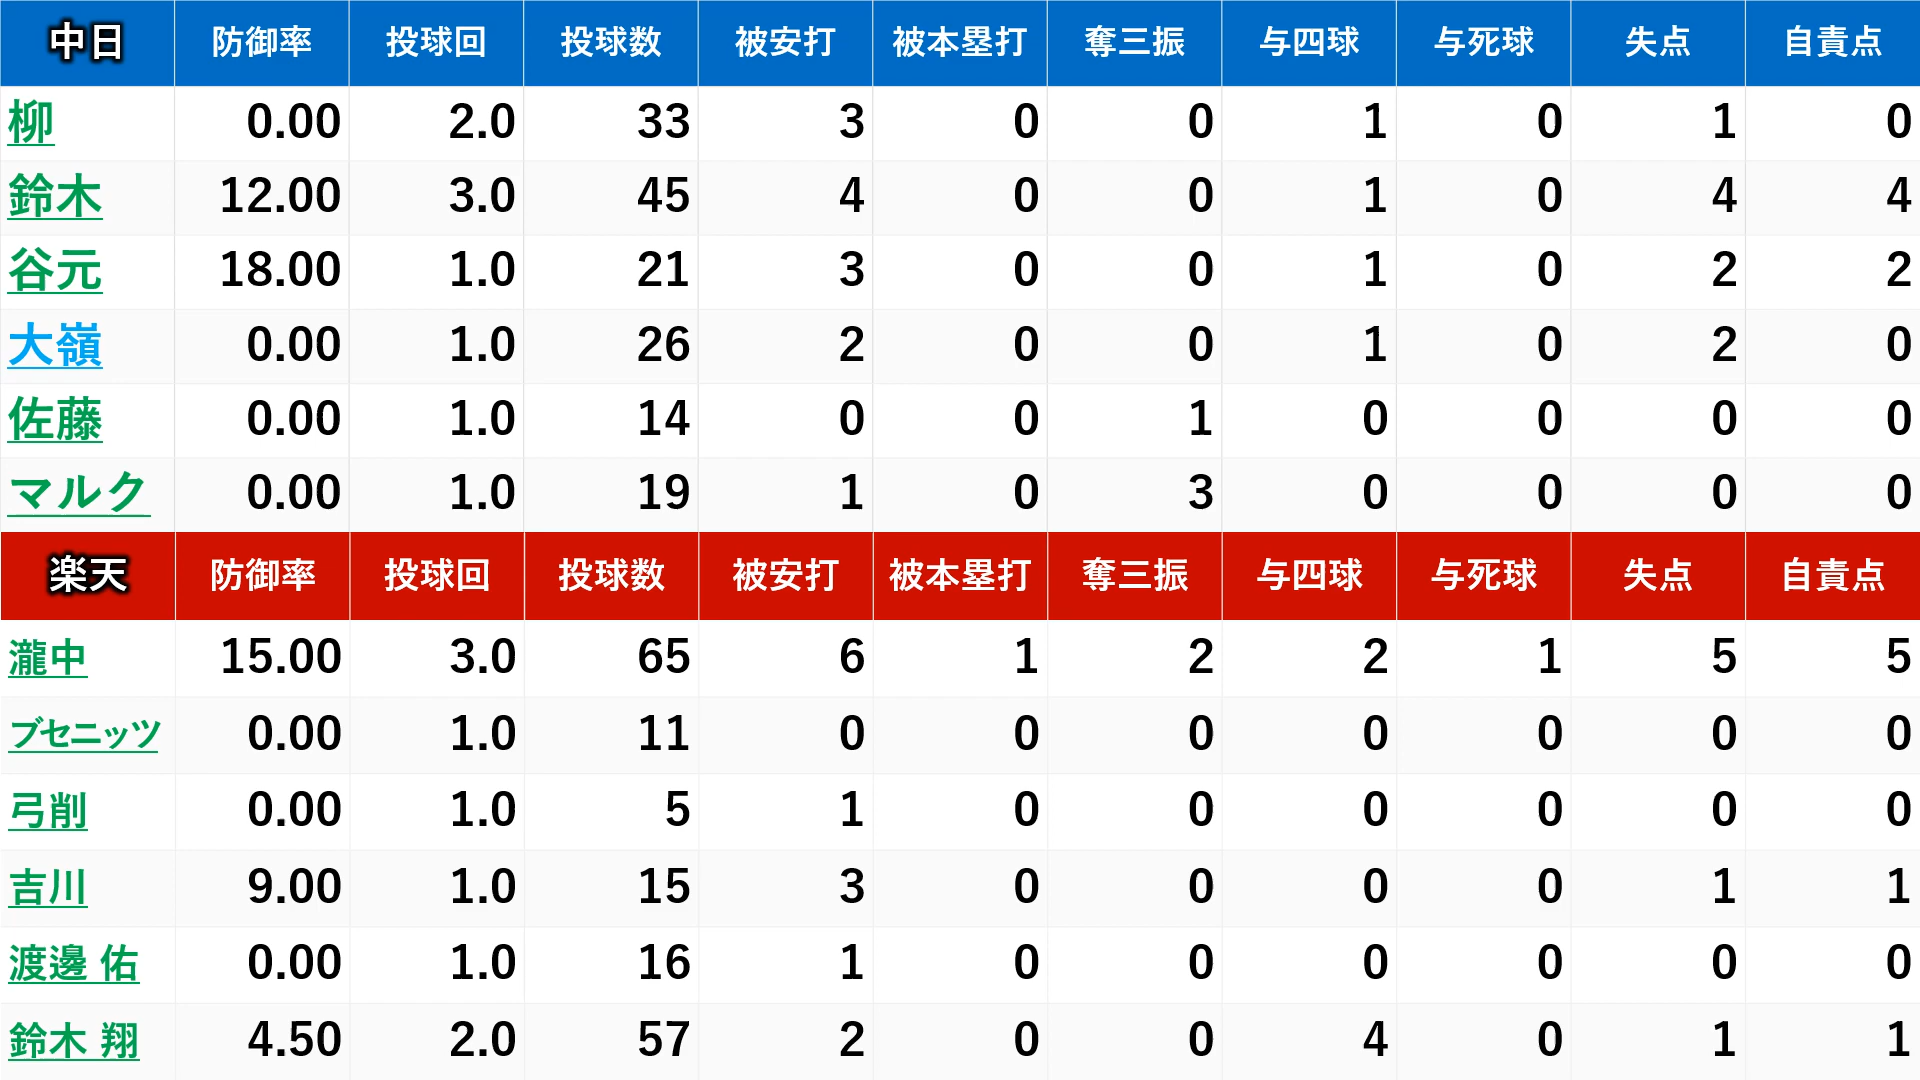 中日 防御率 投球回 投球数 被安打 被本塁打 奪三振 与四球 与死球 失点 自責点
柳 0.00 2.0 33 3 0 0 1 0 1 0
鈴木 12.00 3.0 45 4 0 0 1 0 4 4
谷元 18.00 1.0 21 3 0 0 1 0 2 2
大嶺 0.00 1.0 26 2 0 0 1 0 2 0
佐藤 0.00 1.0 14 0 0 1 0 0 0 0
マルク 0.00 1.0 19 1 0 3 0 0 0 0
楽天 防御率 投球回 投球数 被安打 被本塁打 奪三振 与四球 与死球 失点 自責点
瀧中 15.00 3.0 65 6 1 2 2 1 5 5
ブセニッツ 0.00 1.0 11 0 0 0 0 0 0 0
弓削 0.00 1.0 5 1 0 0 0 0 0 0
吉川 9.00 1.0 15 3 0 0 0 0 1 1
渡邊 佑 0.00 1.0 16 1 0 0 0 0 0 0
鈴木 翔 4.50 2.0 57 2 0 0 4 0 1 1